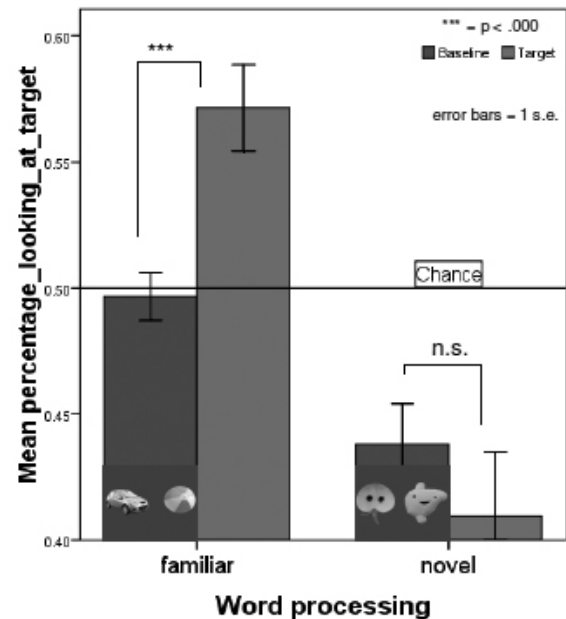 *** = p < .000
Baseline Target
error bars = 1 s.e.
Mean percentage_looking_at_target
0.60
0.55
0.50
0.45
0.40
***
Chance
n.s.
familiar novel
Word processing